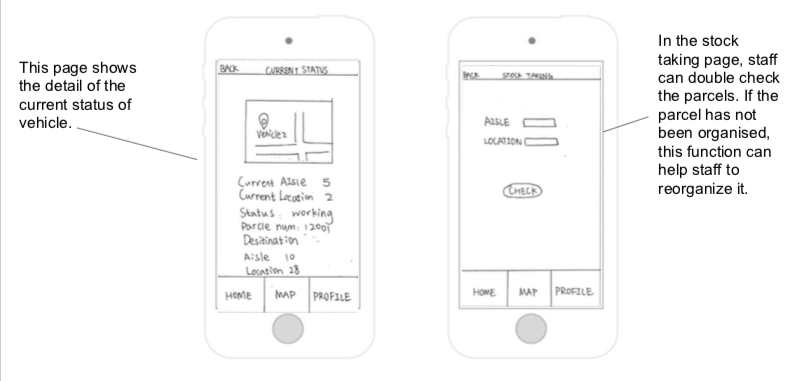 This page shows
the detail of the
current status of
vehicle.
BACK CURRENT STATUS
Vehicle2
Current Aisle 5
Current Location 2
Status : working
Parcle num: 12001
Desitination
Aisle 10
Location 28
HOME MAP PROFILE
BACK STOCK TAKING
AISLE
LOCATION
CHECK
HOME MAP PROFILE
In the stock
taking page, staff
can double check
the parcels. If the
parcel has not
been organised,
this function can
help staff to
reorganize it.